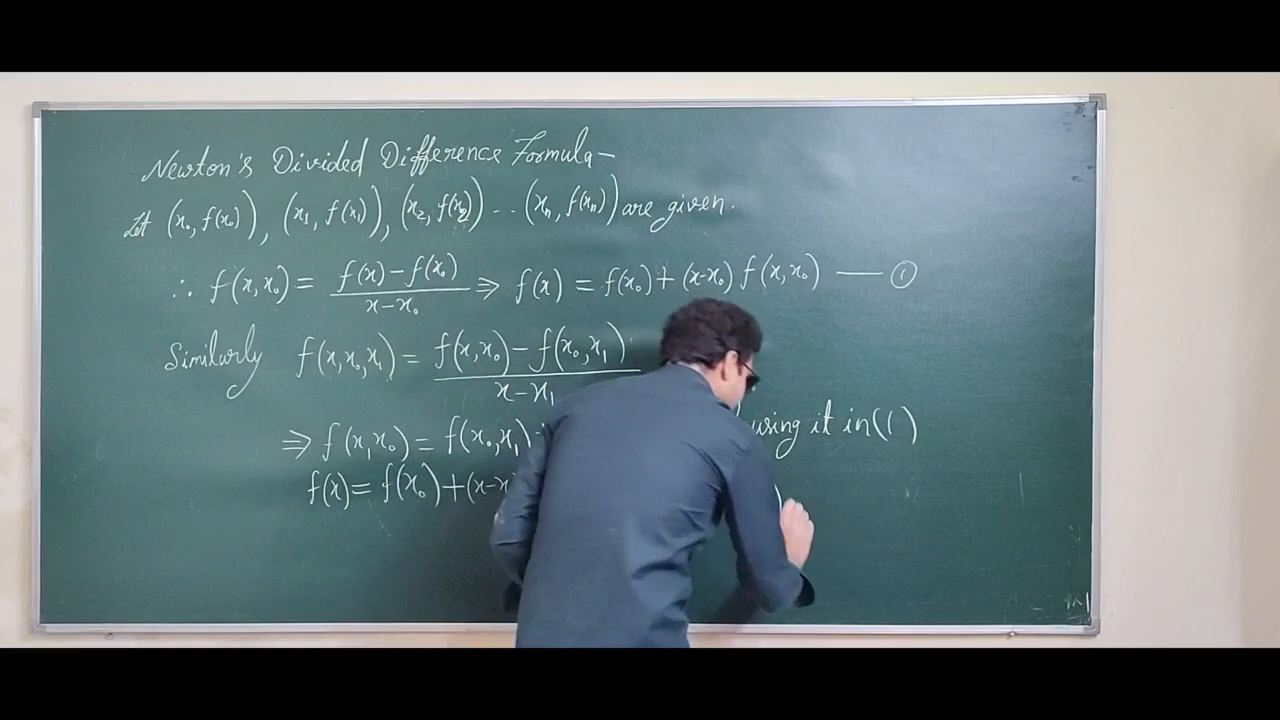 Newton's Divided Difference Formula—
Let (x₀, f(x₀)), (x₁, f(x₁)), (x₂, f(x₂)) .. (xₙ, f(xₙ)) are given.
∴ f(x, x₀) = (f(x) − f(x₀)) / (x − x₀) ⇒ f(x) = f(x₀) + (x−x₀) f(x, x₀) — ①
Similarly f(x, x₀, x₁) = (f(x, x₀) − f(x₀, x₁)) / (x − x₁)
⇒ f(x, x₀) = f(x₀, x₁) using it in (1)
f(x) = f(x₀) + (x−x